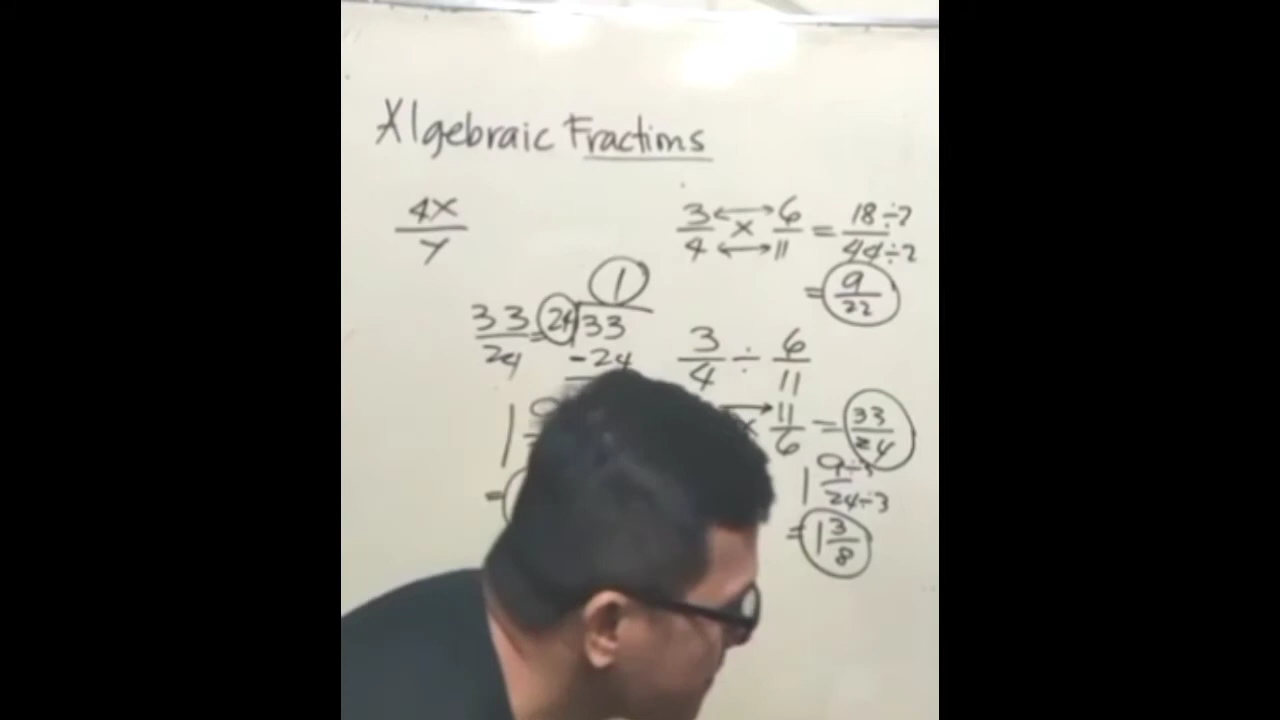 Algebraic Fractions
4X/Y
3/4 x 6/11 = 18÷2/44÷2
= 9/22
1
33/24 = 24 33
-24
1
=
3/4 ÷ 6/11
x 11/6 = 33/24
1 9÷3/24÷3
= 1 3/8